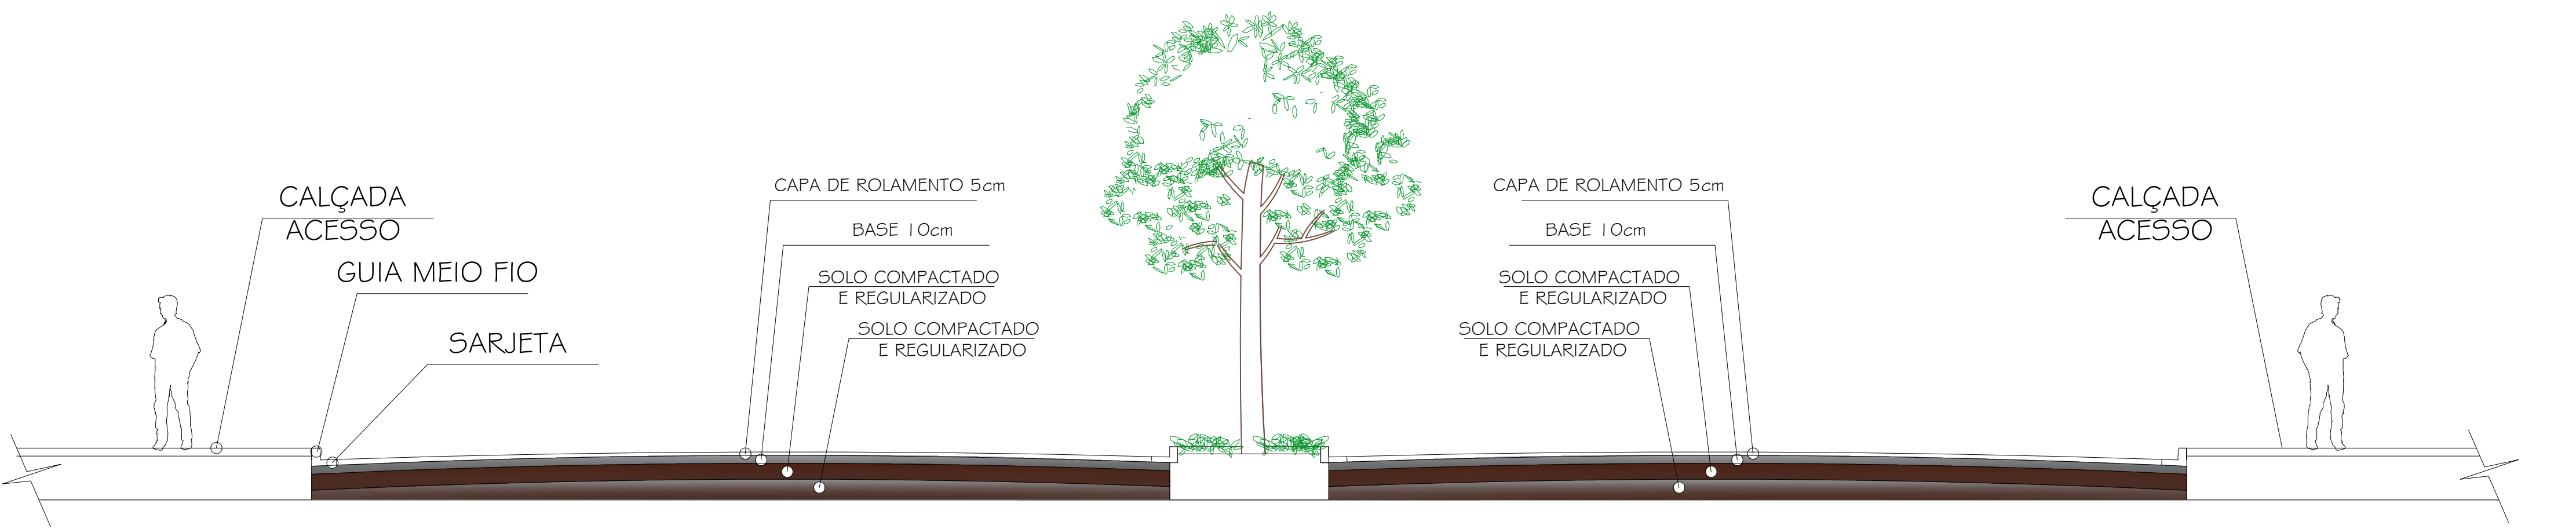 CALÇADA
ACESSO
GUIA MEIO FIO
SARJETA
CAPA DE ROLAMENTO 5cm
BASE 10cm
SOLO COMPACTADO
E REGULARIZADO
SOLO COMPACTADO
E REGULARIZADO
CAPA DE ROLAMENTO 5cm
BASE 10cm
SOLO COMPACTADO
E REGULARIZADO
SOLO COMPACTADO
E REGULARIZADO
CALÇADA
ACESSO